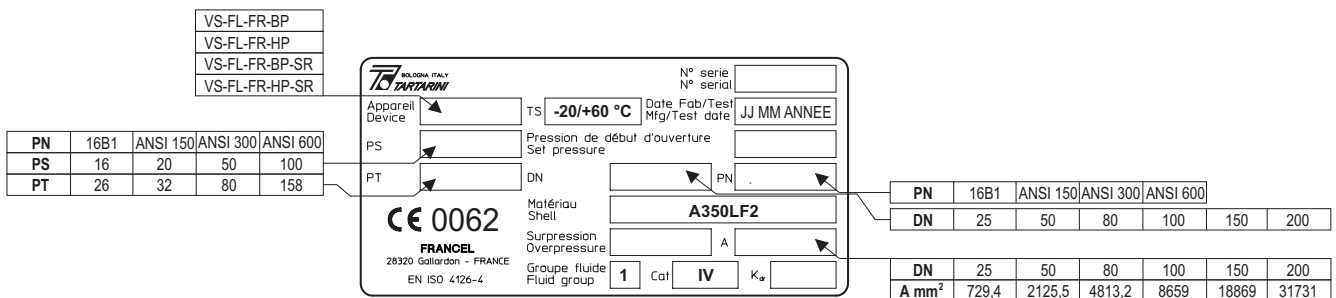 VS-FL-FR-BP
VS-FL-FR-HP
VS-FL-FR-BP-SR
VS-FL-FR-HP-SR
BOLOGNA ITALY
TARTARINI
N° serie
N° serial
Appareil
Device
TS -20/+60 °C
Date Fab/Test
Mfg/Test date
JJ MM ANNEE
PS
Pression de début d'ouverture
Set pressure
PT
DN
PN .
Matériau
Shell
A350LF2
CE 0062
FRANCEL
28320 Gallardon - FRANCE
EN ISO 4126-4
Surpression
Overpressure
A
Groupe fluide
Fluid group
1 Cat IV Kdr
PN 16B1 ANSI 150 ANSI 300 ANSI 600
PS 16 20 50 100
PT 26 32 80 158
PN 16B1 ANSI 150 ANSI 300 ANSI 600
DN 25 50 80 100 150 200
DN 25 50 80 100 150 200
A mm² 729,4 2125,5 4813,2 8659 18869 31731